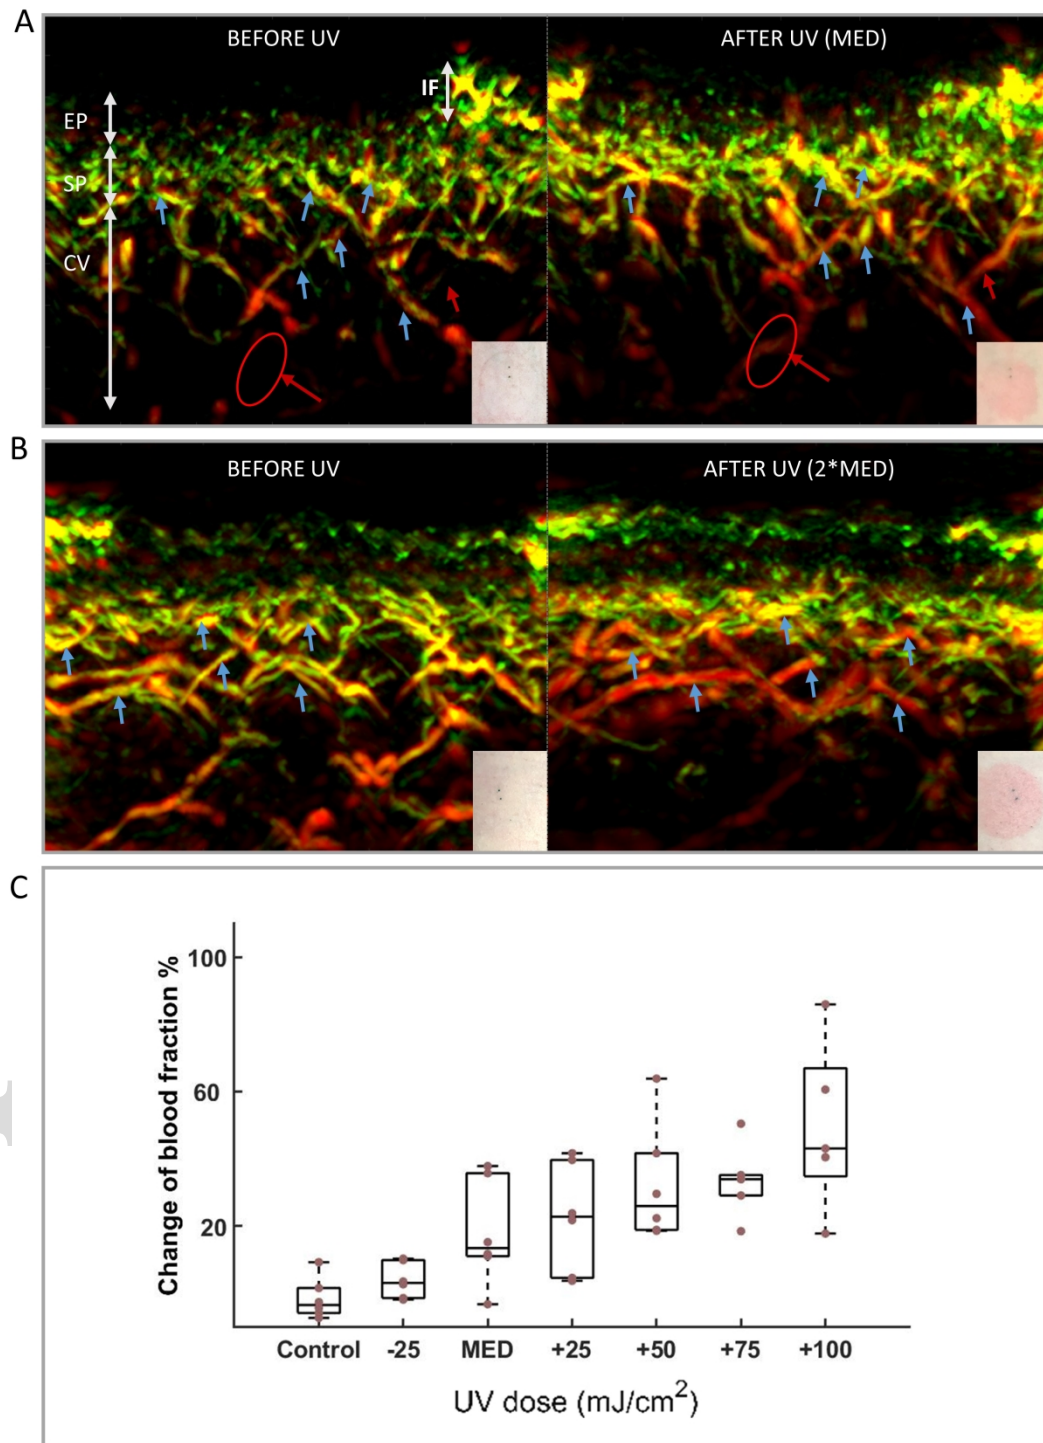 A
BEFORE UV
AFTER UV (MED)
IF
EP
SP
CV
B
BEFORE UV
AFTER UV (2*MED)
C
Change of blood fraction %
100
60
20
Control -25 MED +25 +50 +75 +100
UV dose (mJ/cm²)